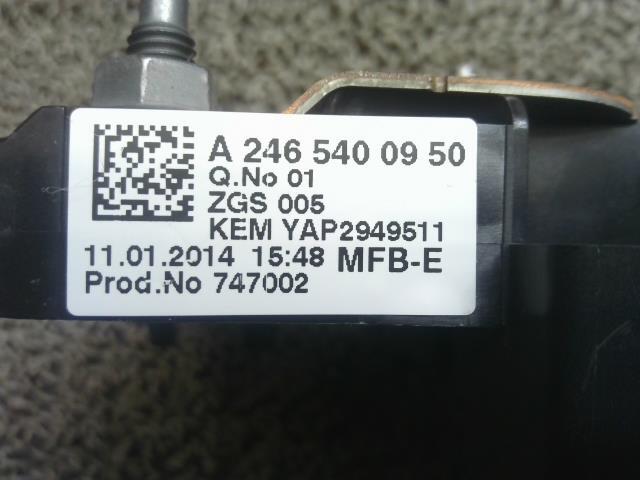 A 246 540 09 50
Q.No 01
ZGS 005
KEM YAP2949511
11.01.2014 15:48 MFB-E
Prod.No 747002